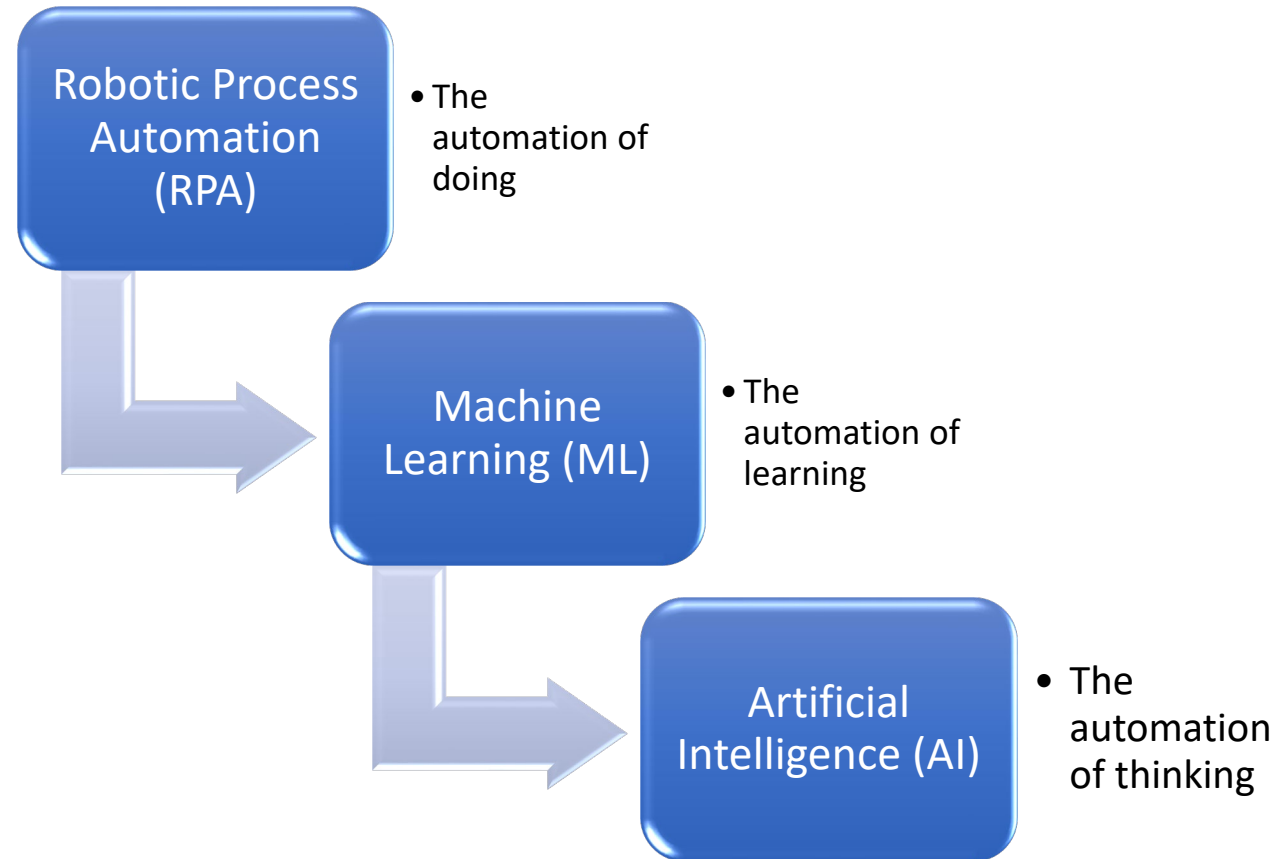 Robotic Process
Automation
(RPA)
• The
automation of
doing
Machine
Learning (ML)
• The
automation of
learning
Artificial
Intelligence (AI)
• The
automation
of thinking